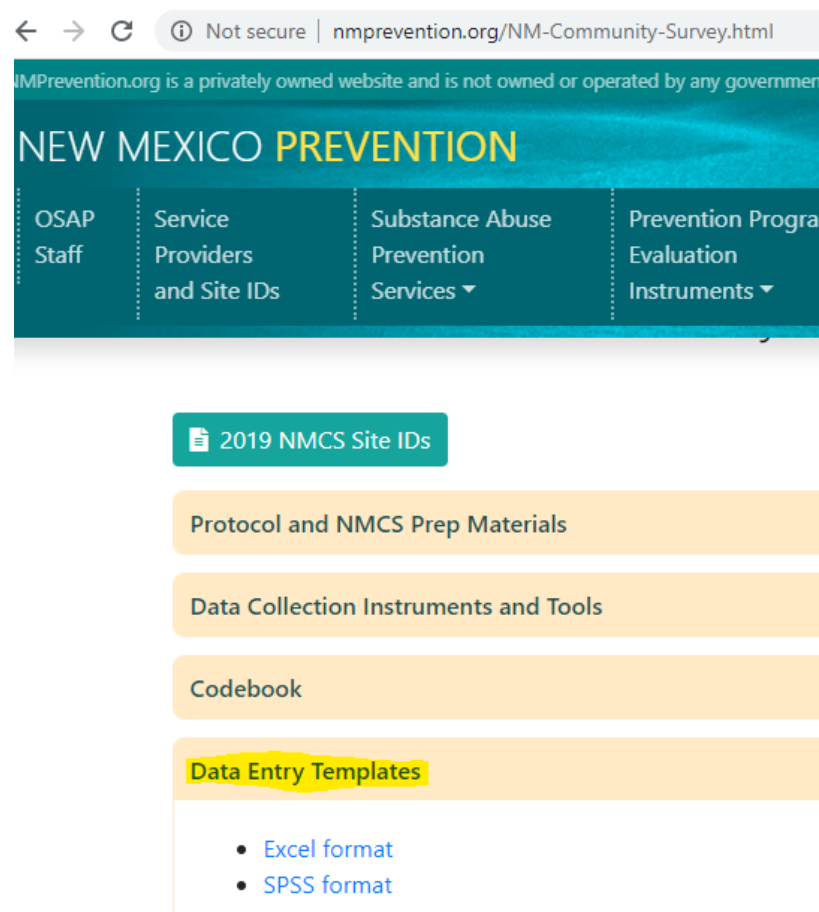 Not secure | nmprevention.org/NM-Community-Survey.html
NMPrevention.org is a privately owned website and is not owned or operated by any
NEW MEXICO PREVENTION
OSAP
Staff
Service
Providers
and Site IDs
Substance Abuse
Prevention
Services
Prevention
Evaluation
Instruments
2019 NMCS Site IDs
Protocol and NMCS Prep Materials
Data Collection Instruments and Tools
Codebook
Data Entry Templates
Excel format
SPSS format